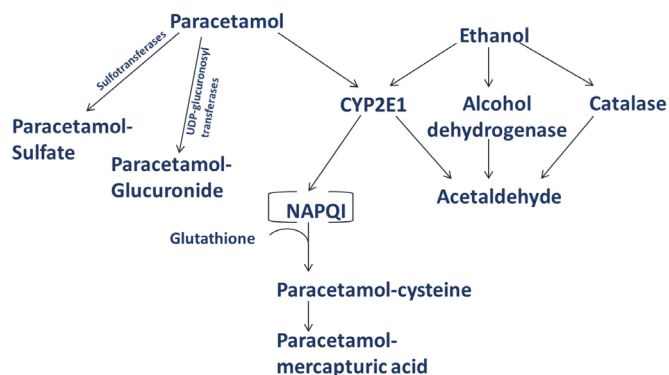 Paracetamol
Ethanol
Sulfotransferases
UDP-glucuronosyl
transferases
CYP2E1
Alcohol
dehydrogenase
Catalase
Paracetamol-
Sulfate
Paracetamol-
Glucuronide
Acetaldehyde
NAPQI
Glutathione
Paracetamol-cysteine
Paracetamol-
mercapturic acid